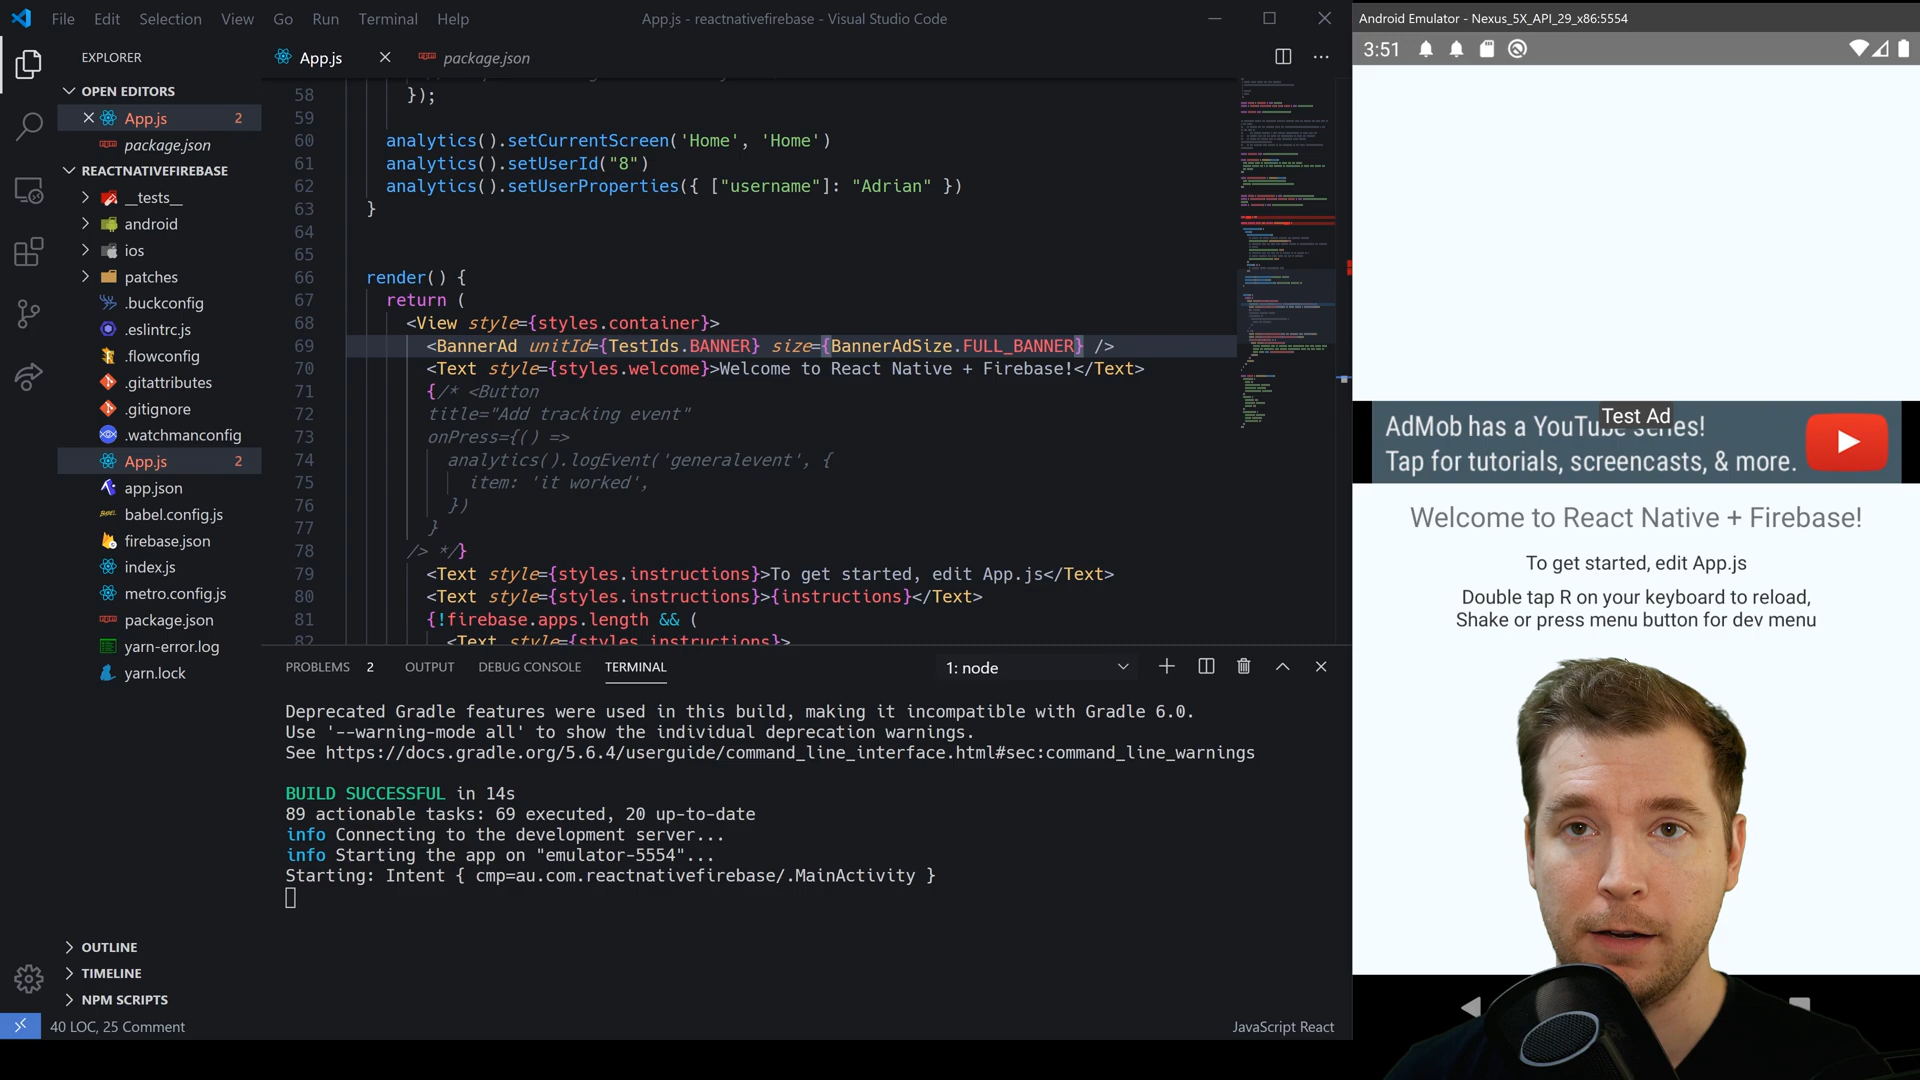 File Edit Selection View Go Run Terminal Help
App.js - reactnativefirebase - Visual Studio Code
EXPLORER
OPEN EDITORS
App.js 2
package.json
REACTNATIVEFIREBASE
__tests__
android
ios
patches
.buckconfig
.eslintrc.js
.flowconfig
.gitattributes
.gitignore
.watchmanconfig
App.js 2
app.json
babel.config.js
firebase.json
index.js
metro.config.js
package.json
yarn-error.log
yarn.lock
OUTLINE
TIMELINE
NPM SCRIPTS
40 LOC, 25 Comment
App.js
package.json
58 });
59
60 analytics().setCurrentScreen('Home', 'Home')
61 analytics().setUserId("8")
62 analytics().setUserProperties({ ["username"]: "Adrian" })
63 }
64
65
66 render() {
67 return (
68 <View style={styles.container}>
69 <BannerAd unitId={TestIds.BANNER} size={BannerAdSize.FULL_BANNER} />
70 <Text style={styles.welcome}>Welcome to React Native + Firebase!</Text>
71 {/* <Button
72 title="Add tracking event"
73 onPress={() =>
74 analytics().logEvent('generalevent', {
75 item: 'it worked',
76 })
77 }
78 /> */}
79 <Text style={styles.instructions}>To get started, edit App.js</Text>
80 <Text style={styles.instructions}>{instructions}</Text>
81 {!firebase.apps.length && (
82 <Text style={styles.instructions}>
PROBLEMS 2 OUTPUT DEBUG CONSOLE TERMINAL 1: node
Deprecated Gradle features were used in this build, making it incompatible with Gradle 6.0.
Use '--warning-mode all' to show the individual deprecation warnings.
See https://docs.gradle.org/5.6.4/userguide/command_line_interface.html#sec:command_line_warnings
BUILD SUCCESSFUL in 14s
89 actionable tasks: 69 executed, 20 up-to-date
info Connecting to the development server...
info Starting the app on "emulator-5554"...
Starting: Intent { cmp=au.com.reactnativefirebase/.MainActivity }
JavaScript React
Android Emulator - Nexus_5X_API_29_x86:5554
3:51
Test Ad
AdMob has a YouTube series!
Tap for tutorials, screencasts, & more.
Welcome to React Native + Firebase!
To get started, edit App.js
Double tap R on your keyboard to reload,
Shake or press menu button for dev menu